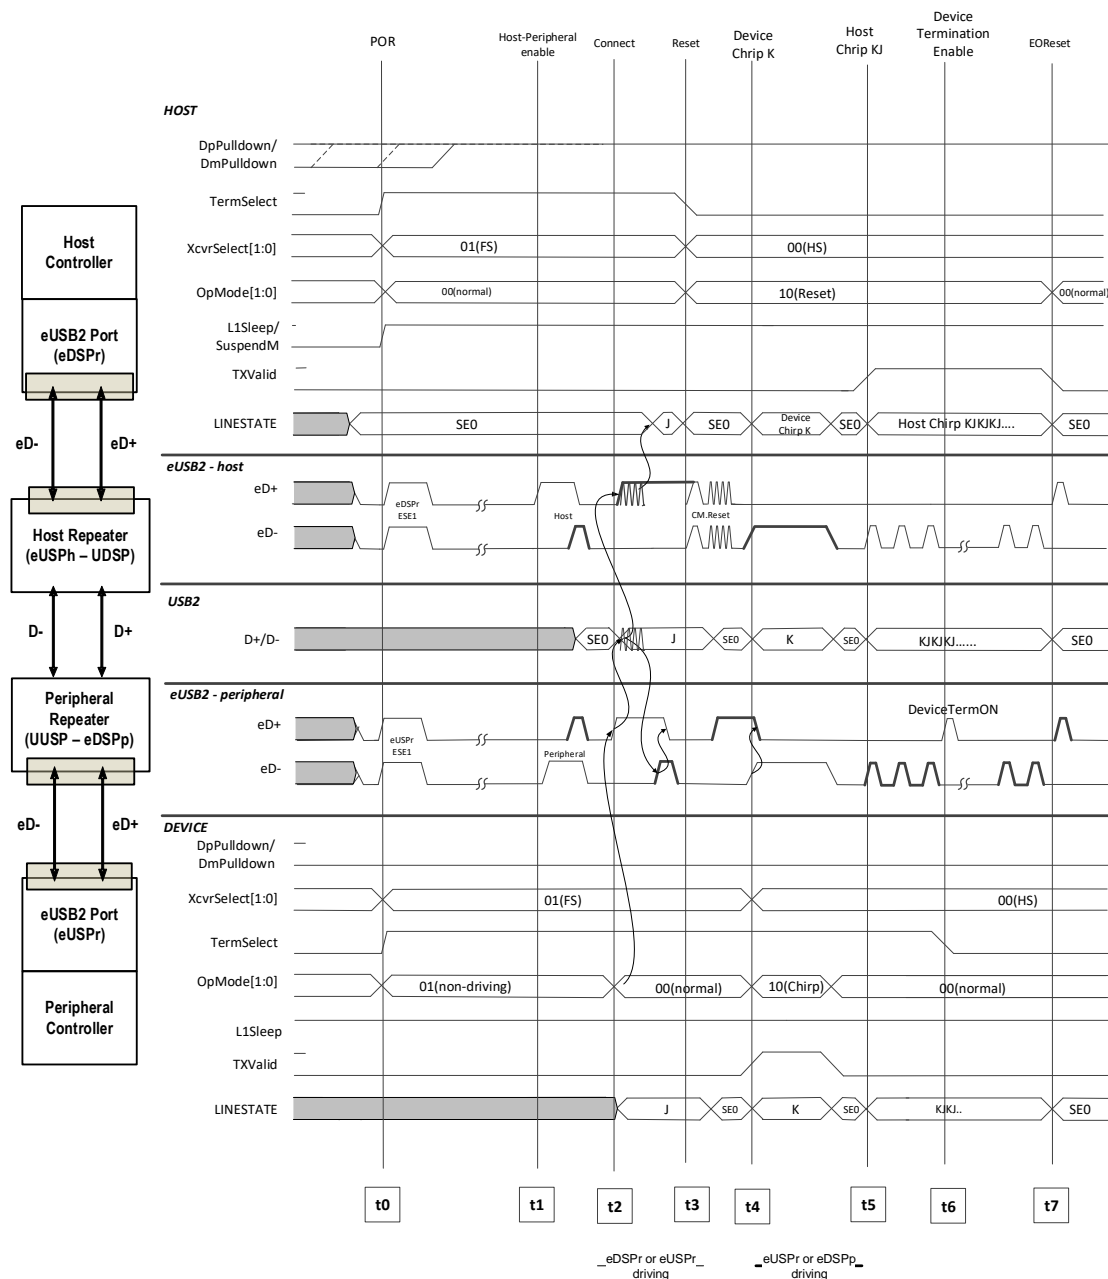 POR
Host-Peripheral
enable
Connect
Reset
Device
Chrip K
Host
Chrip KJ
Device
Termination
Enable
EOReset
HOST
DpPulldown/
DmPulldown
TermSelect
XcvrSelect[1:0]
01(FS)
00(HS)
OpMode[1:0]
00(normal)
10(Reset)
00(normal)
L1Sleep/
SuspendM
TXValid
LINESTATE
SE0
J
SE0
Device
Chirp K
SE0
Host Chirp KJKJKJ....
SE0
eUSB2 - host
eD+
eDSPr
ESE1
eD-
Host
CM.Reset
USB2
D+/D-
SE0
J
SE0
K
SE0
KJKJKJ......
SE0
eUSB2 - peripheral
eD+
eUSPr
ESE1
DeviceTermON
eD-
Peripheral
DEVICE
DpPulldown/
DmPulldown
XcvrSelect[1:0]
01(FS)
00(HS)
TermSelect
OpMode[1:0]
01(non-driving)
00(normal)
10(Chirp)
00(normal)
L1Sleep
TXValid
LINESTATE
J
SE0
K
SE0
KJKJ..
SE0
t0
t1
t2
t3
t4
t5
t6
t7
_eDSPr or eUSPr_
driving
_eUSPr or eDSPp_
driving
Host
Controller
eUSB2 Port
(eDSPr)
eD-
eD+
Host Repeater
(eUSPh – UDSP)
D-
D+
Peripheral
Repeater
(UUSP – eDSPp)
eD-
eD+
eUSB2 Port
(eUSPr)
Peripheral
Controller